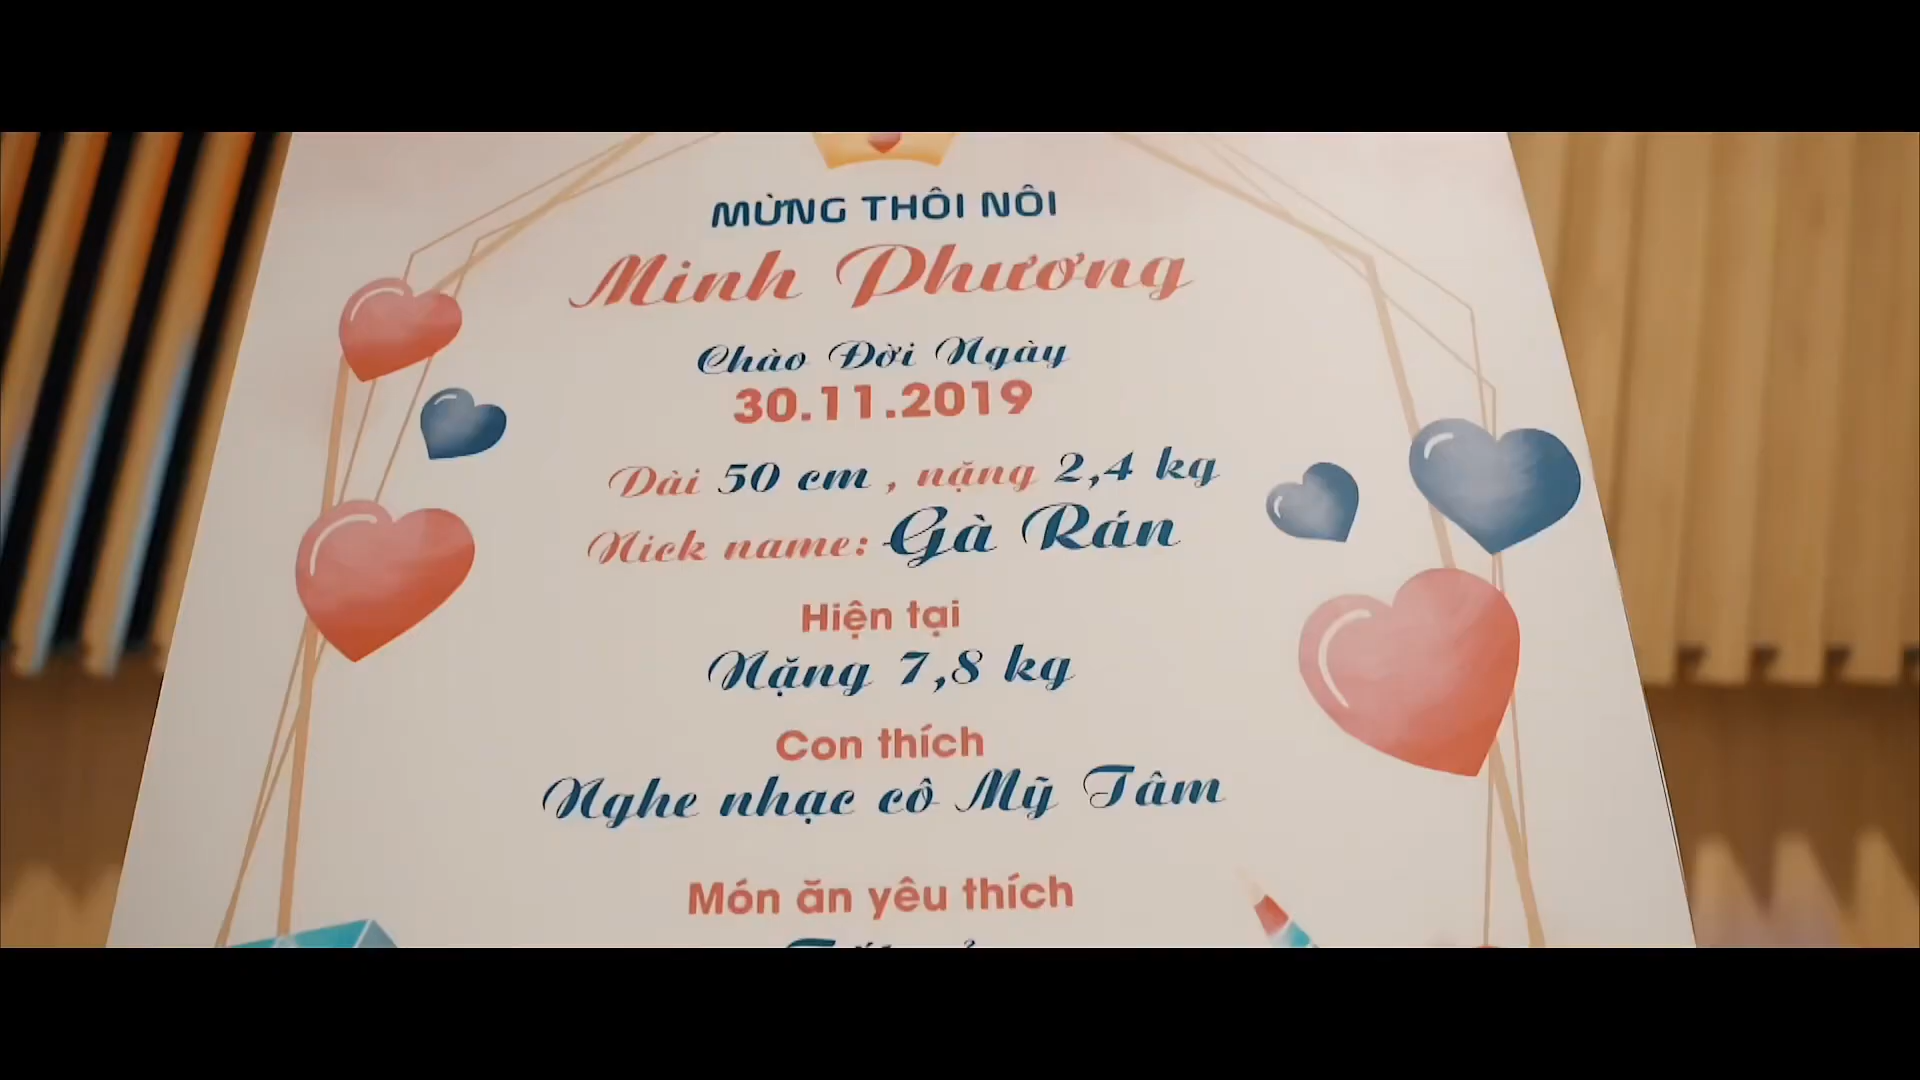 MỪNG THÔI NÔI
Minh Phương
Chào Đời Ngày
30.11.2019
Dài 50 cm , nặng 2,4 kg
Nick name: Gà Rán
Hiện tại
Nặng 7,8 kg
Con thích
Nghe nhạc cô Mỹ Tâm
Món ăn yêu thích